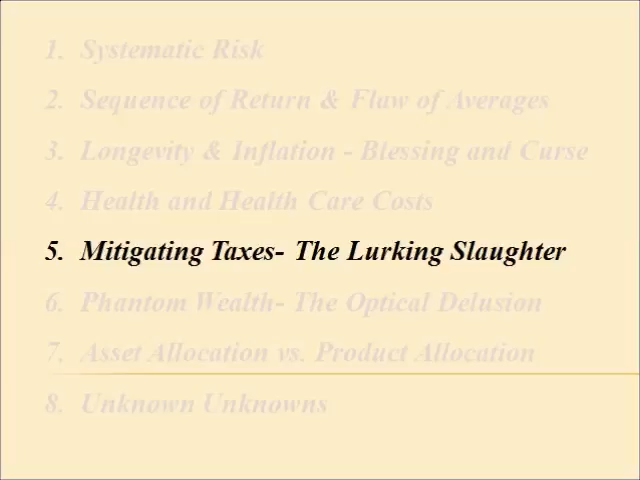 1. Systematic Risk
2. Sequence of Return & Flaw of Averages
3. Longevity & Inflation - Blessing and Curse
4. Health and Health Care Costs
5. Mitigating Taxes- The Lurking Slaughter
6. Phantom Wealth- The Optical Delusion
7. Asset Allocation vs. Product Allocation
8. Unknown Unknowns